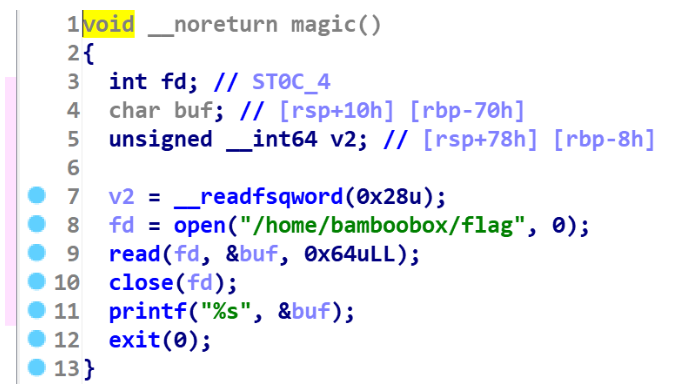 1 void __noreturn magic()
2 {
3 int fd; // ST0C_4
4 char buf; // [rsp+10h] [rbp-70h]
5 unsigned __int64 v2; // [rsp+78h] [rbp-8h]
6
7 v2 = __readfsqword(0x28u);
8 fd = open("/home/bamboobox/flag", 0);
9 read(fd, &buf, 0x64uLL);
10 close(fd);
11 printf("%s", &buf);
12 exit(0);
13 }